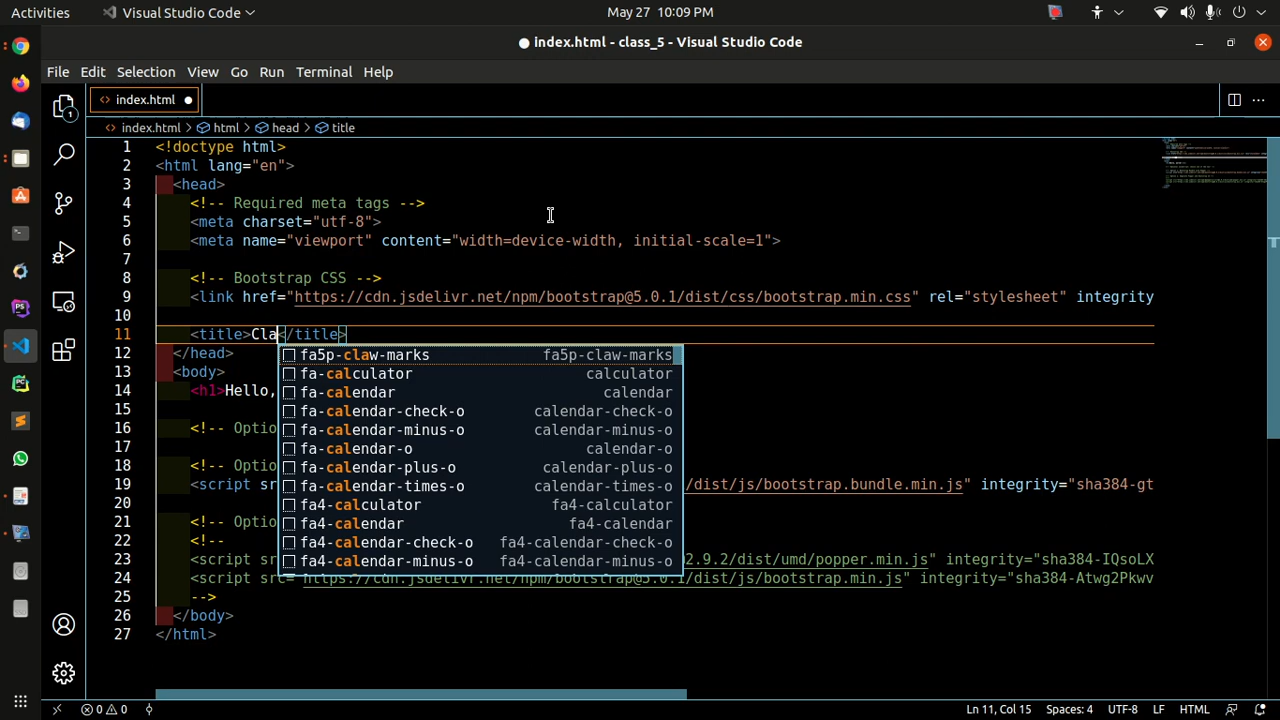 Activities Visual Studio Code May 27 10:09 PM
index.html - class_5 - Visual Studio Code
File Edit Selection View Go Run Terminal Help
index.html
index.html > html > head > title
1 <!doctype html>
2 <html lang="en">
3 <head>
4 <!-- Required meta tags -->
5 <meta charset="utf-8">
6 <meta name="viewport" content="width=device-width, initial-scale=1">
7
8 <!-- Bootstrap CSS -->
9 <link href="https://cdn.jsdelivr.net/npm/bootstrap@5.0.1/dist/css/bootstrap.min.css" rel="stylesheet" integrity
10
11 <title>Cla</title>
12 </head>
fa5p-claw-marks fa5p-claw-marks
13 <body>
fa-calculator calculator
14 <h1>Hello,
fa-calendar calendar
15
fa-calendar-check-o calendar-check-o
16 <!-- Optio
fa-calendar-minus-o calendar-minus-o
17
fa-calendar-o calendar-o
18 <!-- Optio
fa-calendar-plus-o calendar-plus-o
19 <script sr /dist/js/bootstrap.bundle.min.js" integrity="sha384-gt
fa-calendar-times-o calendar-times-o
20
fa4-calculator fa4-calculator
21 <!-- Optio
fa4-calendar fa4-calendar
22 <!--
fa4-calendar-check-o fa4-calendar-check-o
23 <script sr 2.9.2/dist/umd/popper.min.js" integrity="sha384-IQsoLX
fa4-calendar-minus-o fa4-calendar-minus-o
24 <script src="https://cdn.jsdelivr.net/npm/bootstrap@5.0.1/dist/js/bootstrap.min.js" integrity="sha384-Atwg2Pkwv
25 -->
26 </body>
27 </html>
0 0 Ln 11, Col 15 Spaces: 4 UTF-8 LF HTML